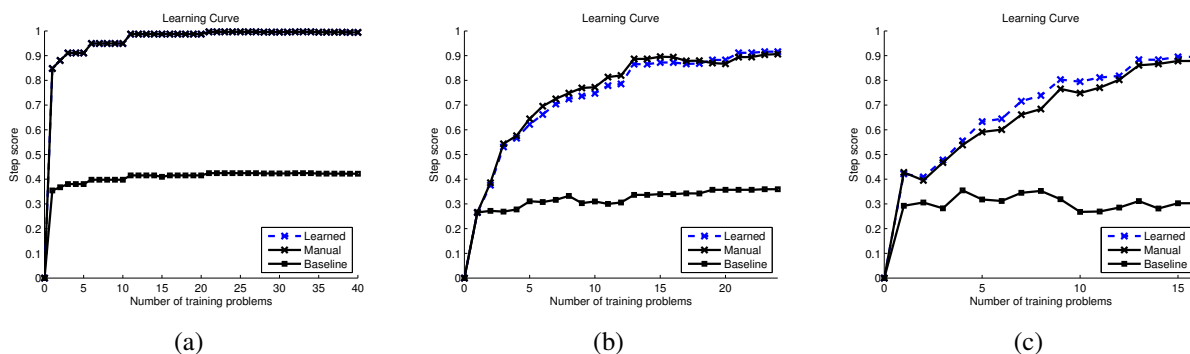 Learning Curve
1
0.9
0.8
0.7
0.6
0.5
0.4
0.3
0.2
0.1
0
Step score
0 5 10 15 20 25 30 35 40
Number of training problems
Learned
Manual
Baseline
(a)
Learning Curve
1
0.9
0.8
0.7
0.6
0.5
0.4
0.3
0.2
0.1
0
Step score
0 5 10 15 20
Number of training problems
Learned
Manual
Baseline
(b)
Learning Curve
1
0.9
0.8
0.7
0.6
0.5
0.4
0.3
0.2
0.1
0
Step score
0 5 10 15
Number of training problems
Learned
Manual
Baseline
(c)